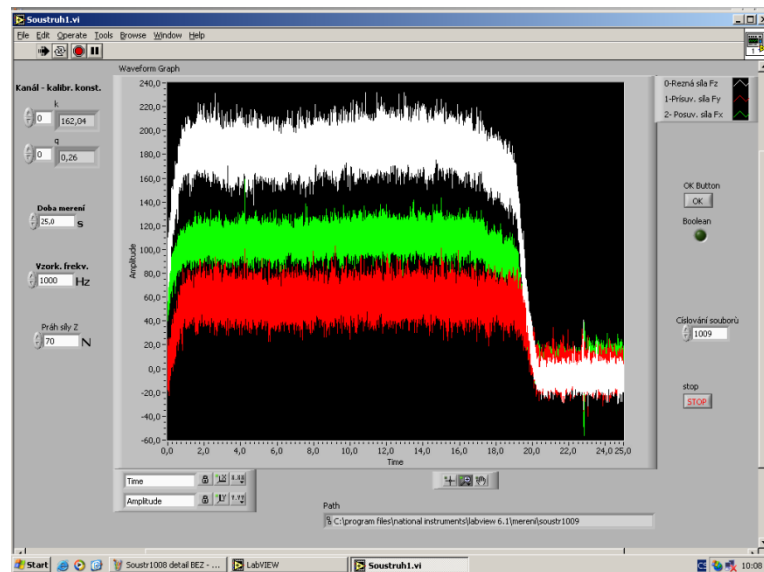 Soustruh1.vi
File Edit Operate Tools Browse Window Help
1
Waveform Graph
Kanál - kalibr. konst.
k
0 162,04
q
0 0,26
Doba merení
25,0 s
Vzork. frekv.
1000 Hz
Práh síly Z
70 N
Amplitude
240,0
220,0
200,0
180,0
160,0
140,0
120,0
100,0
80,0
60,0
40,0
20,0
0,0
-20,0
-40,0
-60,0
0,0 2,0 4,0 6,0 8,0 10,0 12,0 14,0 16,0 18,0 20,0 22,0 24,0 25,0
Time
0-Rezná síla Fz
1-Prísuv. síla Fy
2- Posuv. síla Fx
OK Button
OK
Boolean
Císlování souborù
1009
stop
STOP
Time
Amplitude
Path
C:\program files\national instruments\labview 6.1\mereni\soustr1009
Start Soustr1008 detail BEZ - ... LabVIEW Soustruh1.vi CS 10:08